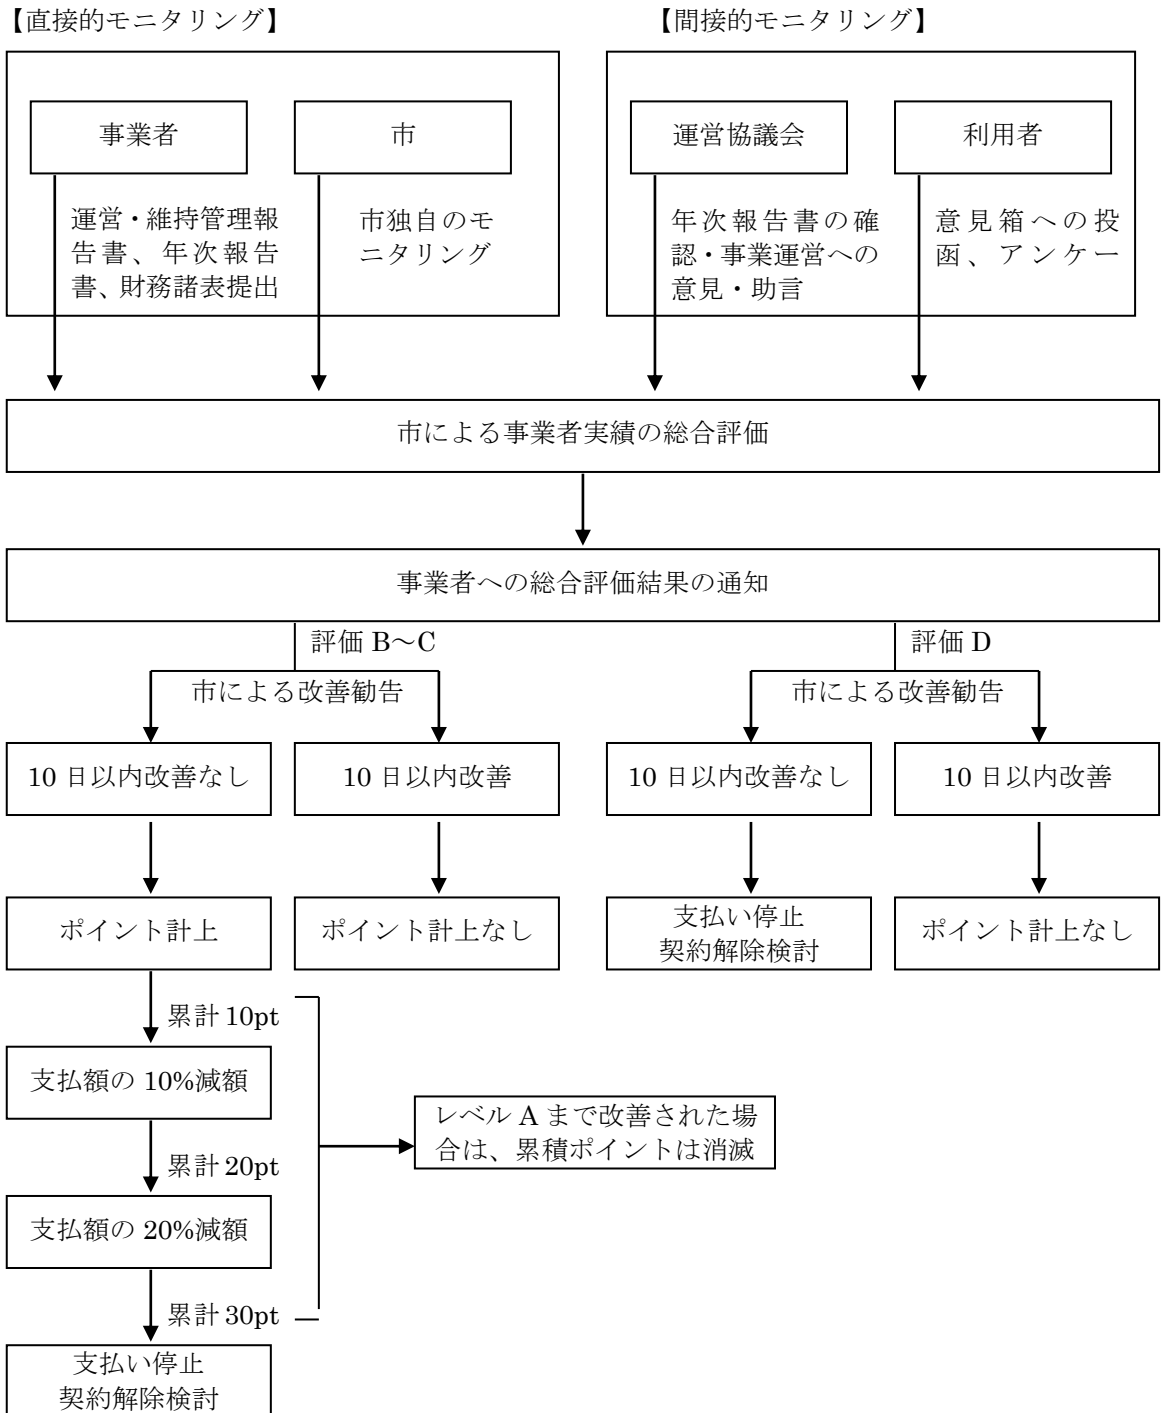 【直接的モニタリング】
【間接的モニタリング】
事業者
市
運営協議会
利用者
運営・維持管理報
告書、年次報告
書、財務諸表提出
市独自のモ
ニタリング
年次報告書の確
認・事業運営への
意見・助言
意見箱への投
函、アンケー
市による事業者実績の総合評価
事業者への総合評価結果の通知
評価 B～C
評価 D
市による改善勧告
市による改善勧告
10 日以内改善なし
10 日以内改善
10 日以内改善なし
10 日以内改善
ポイント計上
ポイント計上なし
支払い停止
契約解除検討
ポイント計上なし
累計 10pt
支払額の 10%減額
レベル A まで改善された場
合は、累積ポイントは消滅
累計 20pt
支払額の 20%減額
累計 30pt
支払い停止
契約解除検討